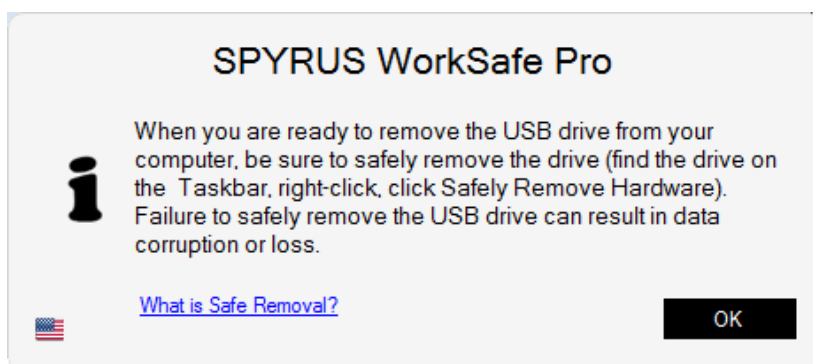 SPYRUS WorkSafe Pro
When you are ready to remove the USB drive from your
computer, be sure to safely remove the drive (find the drive on
the  Taskbar, right-click, click Safely Remove Hardware).
Failure to safely remove the USB drive can result in data
corruption or loss.
What is Safe Removal?
OK